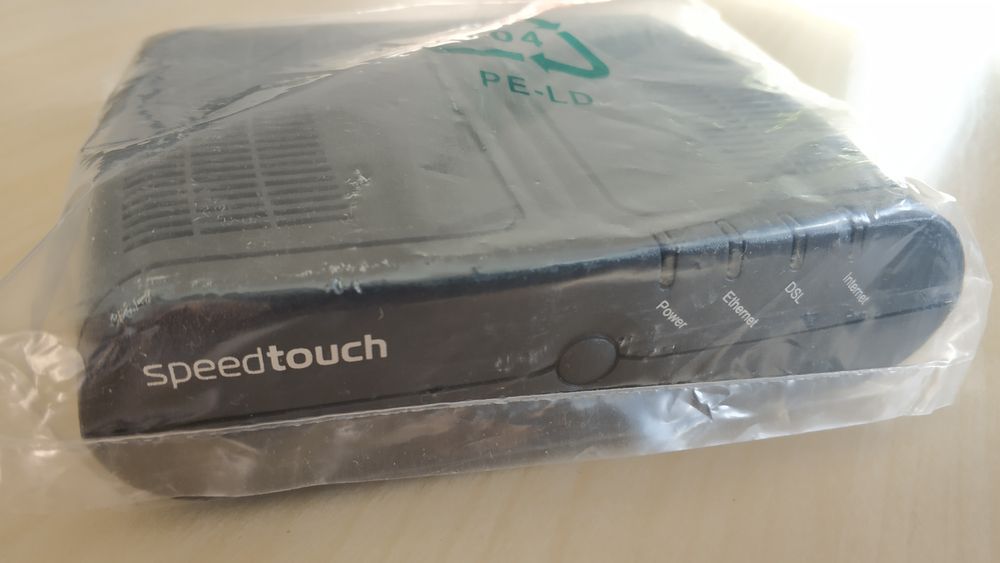 04
PE-LD
Power
Ethernet
DSL
Internet
speedtouch